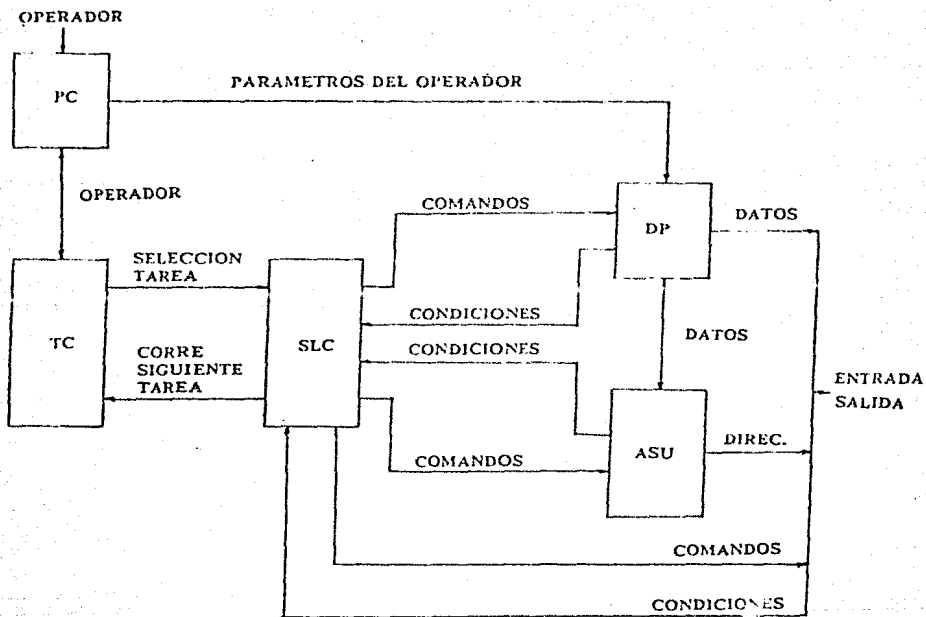 OPERADOR
PC
PARAMETROS DEL OPERADOR
OPERADOR
COMANDOS
DP
DATOS
SELECCION
TAREA
CONDICIONES
DATOS
TC
SLC
CORRE
SIGUIENTE
TAREA
CONDICIONES
ENTRADA
SALIDA
ASU
DIREC.
COMANDOS
COMANDOS
CONDICIONES